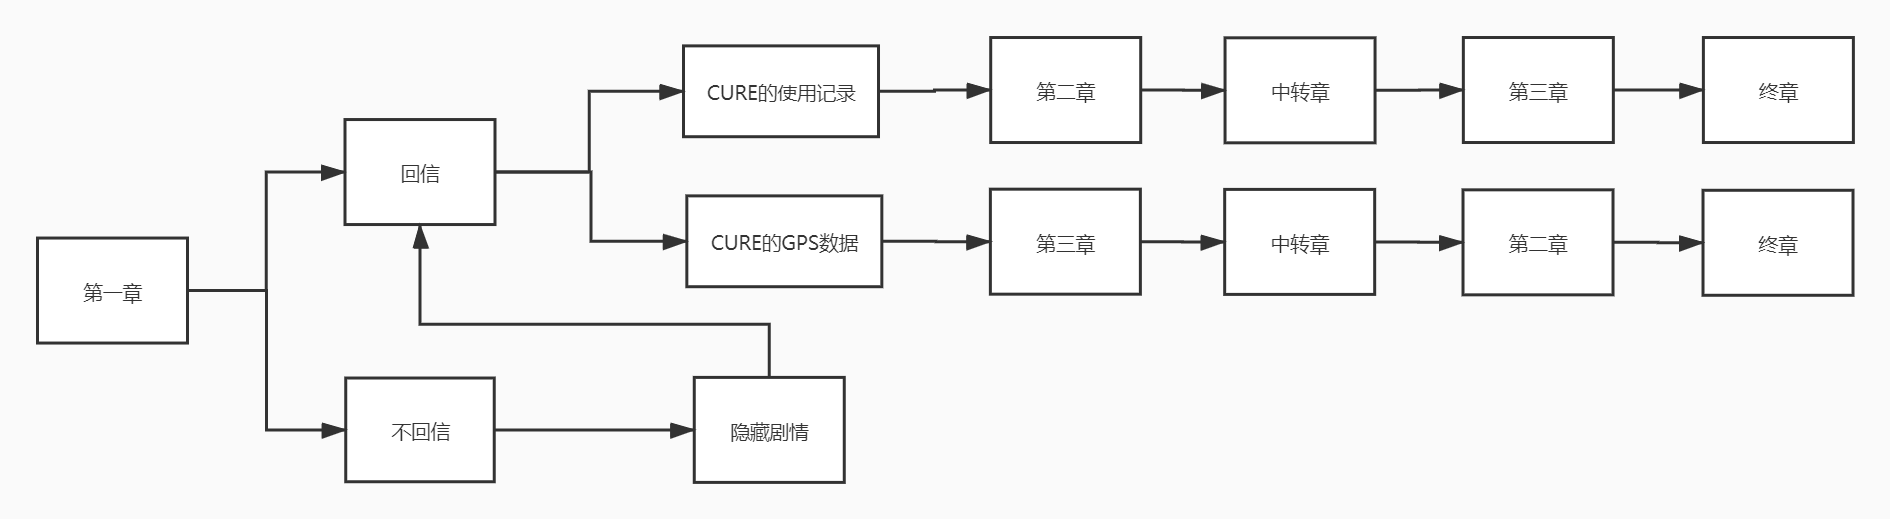 CURE的使用记录
第二章
中转章
第三章
终章
回信
CURE的GPS数据
第三章
中转章
第二章
终章
第一章
不回信
隐藏剧情